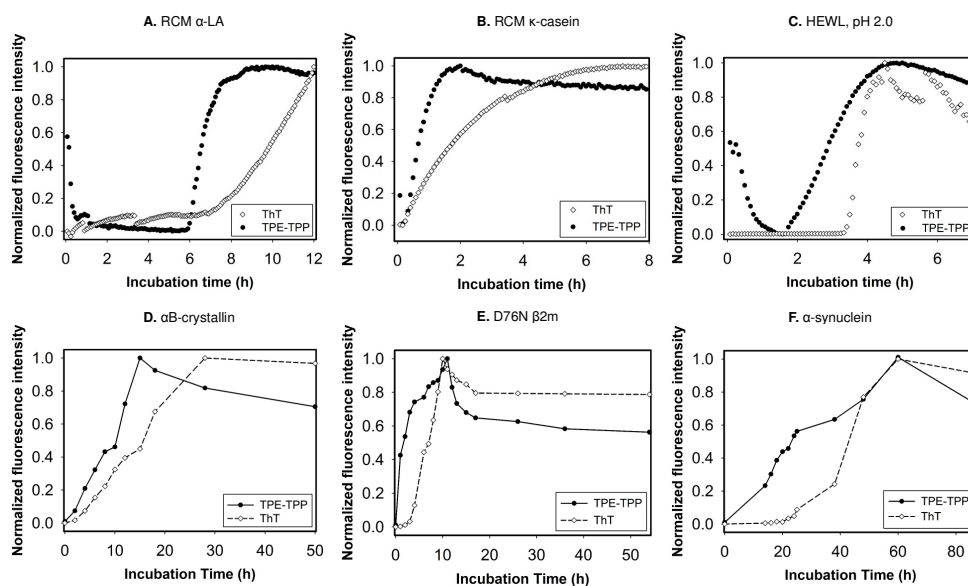 A. RCM α-LA
Normalized fluorescence intensity
1.0
0.8
0.6
0.4
0.2
0.0
ThT
TPE-TPP
0 2 4 6 8 10 12
Incubation time (h)
B. RCM κ-casein
Normalized fluorescence intensity
1.0
0.8
0.6
0.4
0.2
0.0
ThT
TPE-TPP
0 2 4 6 8
Incubation time (h)
C. HEWL, pH 2.0
Normalized fluorescence intensity
1.0
0.8
0.6
0.4
0.2
0.0
ThT
TPE-TPP
0 2 4 6
Incubation time (h)
D. αB-crystallin
Normalized fluorescence intensity
1.0
0.8
0.6
0.4
0.2
0.0
TPE-TPP
ThT
0 10 20 30 40 50
Incubation Time (h)
E. D76N β2m
Normalized fluorescence intensity
1.0
0.8
0.6
0.4
0.2
0.0
TPE-TPP
ThT
0 10 20 30 40 50
Incubation Time (h)
F. α-synuclein
Normalized fluorescence intensity
1.0
0.8
0.6
0.4
0.2
0.0
TPE-TPP
ThT
0 20 40 60 80
Incubation Time (h)